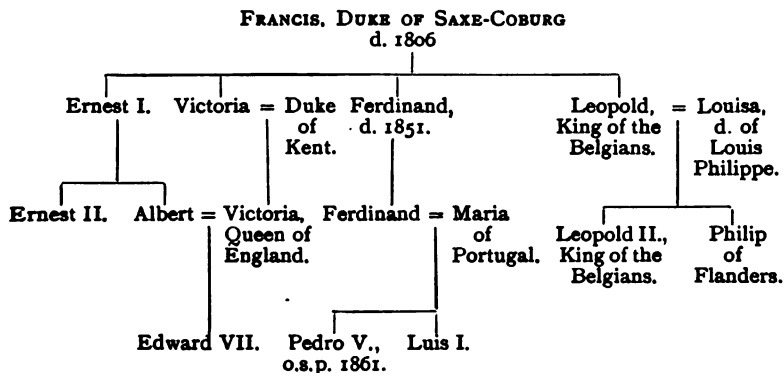 FRANCIS, DUKE OF SAXE-COBURG
d. 1806
Ernest I. Victoria = Duke of Kent. Ferdinand, d. 1851. Leopold, King of the Belgians. = Louisa, d. of Louis Philippe.
Ernest II. Albert = Victoria, Queen of England. Ferdinand = Maria of Portugal. Leopold II., King of the Belgians. Philip of Flanders.
Edward VII. Pedro V., o.s.p. 1861. Luis I.